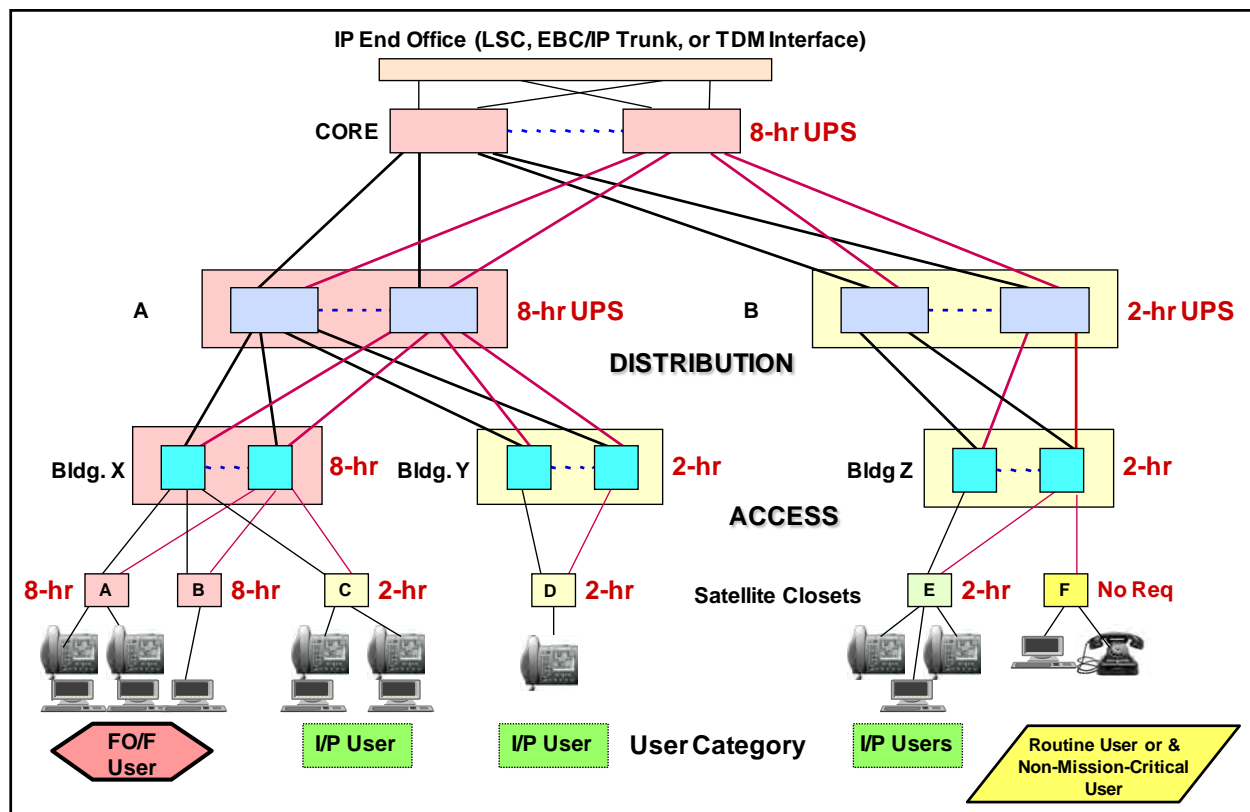 IP End Office (LSC, EBC/IP Trunk, or TDM Interface)
CORE
8-hr UPS
A
8-hr UPS
B
2-hr UPS
DISTRIBUTION
Bldg. X
8-hr
Bldg. Y
2-hr
Bldg Z
2-hr
ACCESS
8-hr
A
B
8-hr
C
2-hr
D
2-hr
Satellite Closets
E
2-hr
F
No Req
FO/F
User
I/P User
I/P User
User Category
I/P Users
Routine User or &
Non-Mission-Critical
User